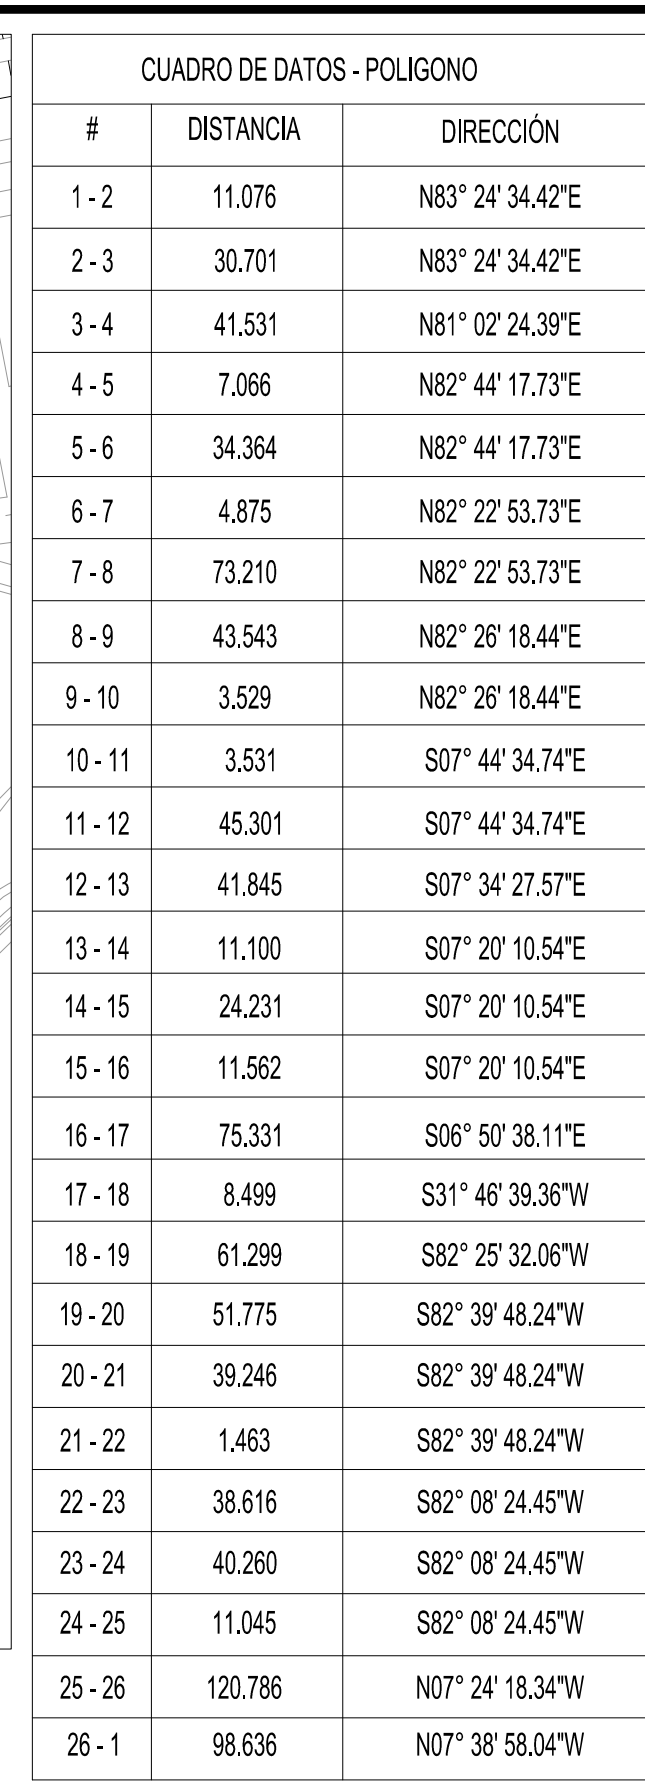 CUADRO DE DATOS - POLIGONO
# DISTANCIA DIRECCIÓN
1 - 2 11.076 N83° 24' 34.42"E
2 - 3 30.701 N83° 24' 34.42"E
3 - 4 41.531 N81° 02' 24.39"E
4 - 5 7.066 N82° 44' 17.73"E
5 - 6 34.364 N82° 44' 17.73"E
6 - 7 4.875 N82° 22' 53.73"E
7 - 8 73.210 N82° 22' 53.73"E
8 - 9 43.543 N82° 26' 18.44"E
9 - 10 3.529 N82° 26' 18.44"E
10 - 11 3.531 S07° 44' 34.74"E
11 - 12 45.301 S07° 44' 34.74"E
12 - 13 41.845 S07° 34' 27.57"E
13 - 14 11.100 S07° 20' 10.54"E
14 - 15 24.231 S07° 20' 10.54"E
15 - 16 11.562 S07° 20' 10.54"E
16 - 17 75.331 S06° 50' 38.11"E
17 - 18 8.499 S31° 46' 39.36"W
18 - 19 61.299 S82° 25' 32.06"W
19 - 20 51.775 S82° 39' 48.24"W
20 - 21 39.246 S82° 39' 48.24"W
21 - 22 1.463 S82° 39' 48.24"W
22 - 23 38.616 S82° 08' 24.45"W
23 - 24 40.260 S82° 08' 24.45"W
24 - 25 11.045 S82° 08' 24.45"W
25 - 26 120.786 N07° 24' 18.34"W
26 - 1 98.636 N07° 38' 58.04"W